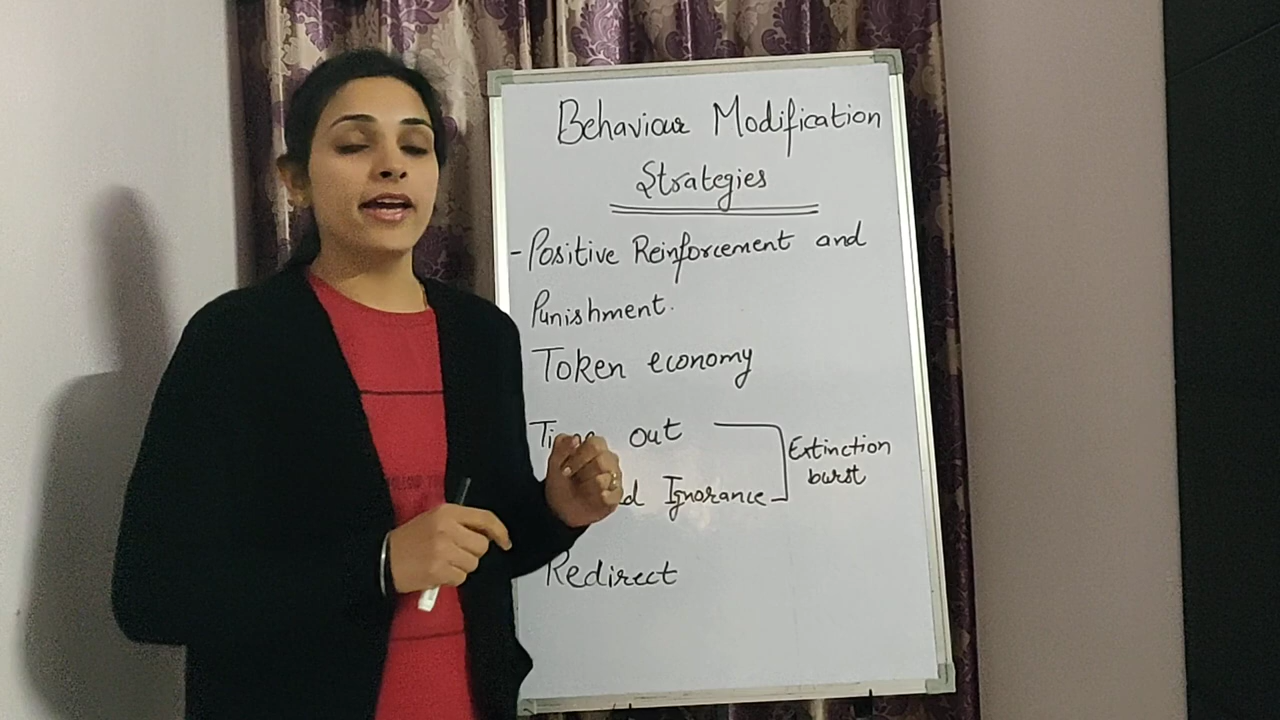 Behaviour Modification
Strategies
- Positive Reinforcement and
Punishment.
Token economy
out
Extinction
burst
Ignorance
Redirect